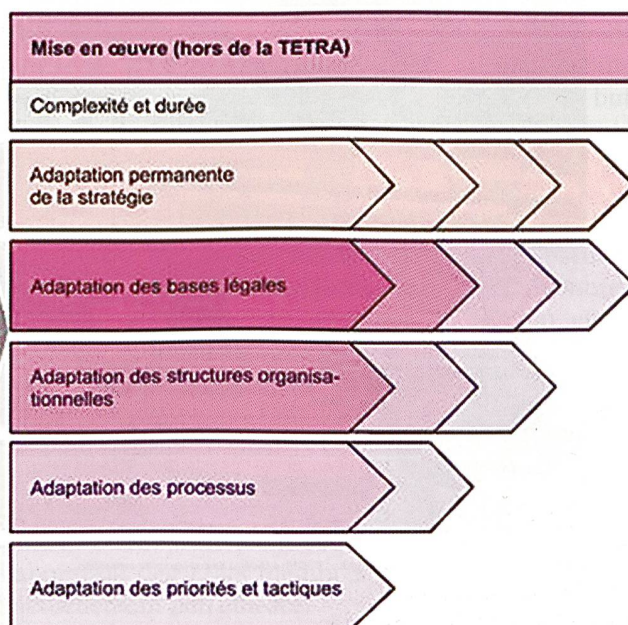 Mise en œuvre (hors de la TETRA)
Complexité et durée
Adaptation permanente
de la stratégie
Adaptation des bases légales
Adaptation des structures organisa-
tionnelles
Adaptation des processus
Adaptation des priorités et tactiques